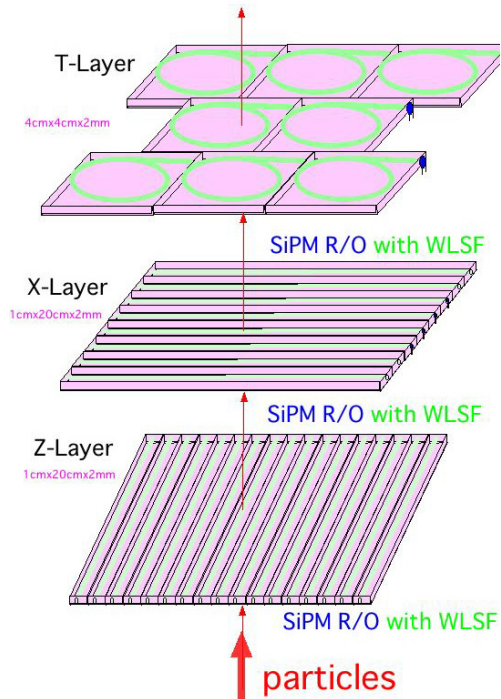 T-Layer
4cmx4cmx2mm
SiPM R/O with WLSF
X-Layer
1cmx20cmx2mm
SiPM R/O with WLSF
Z-Layer
1cmx20cmx2mm
SiPM R/O with WLSF
particles